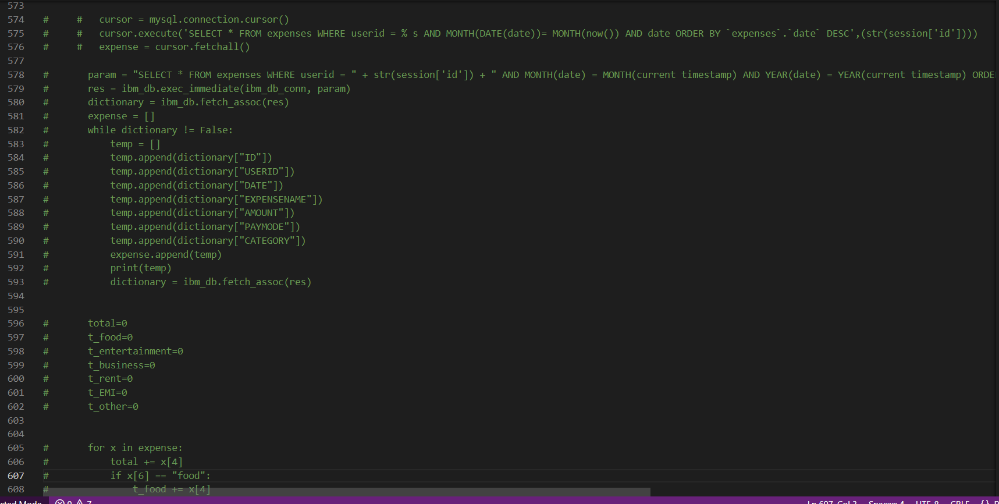 573
574 # # cursor = mysql.connection.cursor()
575 # # cursor.execute('SELECT * FROM expenses WHERE userid = % s AND MONTH(DATE(date))= MONTH(now()) AND date ORDER BY `expenses`.`date` DESC',(str(session['id'])))
576 # # expense = cursor.fetchall()
577
578 # param = "SELECT * FROM expenses WHERE userid = " + str(session['id']) + " AND MONTH(date) = MONTH(current timestamp) AND YEAR(date) = YEAR(current timestamp) ORDE
579 # res = ibm_db.exec_immediate(ibm_db_conn, param)
580 # dictionary = ibm_db.fetch_assoc(res)
581 # expense = []
582 # while dictionary != False:
583 # temp = []
584 # temp.append(dictionary["ID"])
585 # temp.append(dictionary["USERID"])
586 # temp.append(dictionary["DATE"])
587 # temp.append(dictionary["EXPENSENAME"])
588 # temp.append(dictionary["AMOUNT"])
589 # temp.append(dictionary["PAYMODE"])
590 # temp.append(dictionary["CATEGORY"])
591 # expense.append(temp)
592 # print(temp)
593 # dictionary = ibm_db.fetch_assoc(res)
594
595
596 # total=0
597 # t_food=0
598 # t_entertainment=0
599 # t_business=0
600 # t_rent=0
601 # t_EMI=0
602 # t_other=0
603
604
605 # for x in expense:
606 # total += x[4]
607 # if x[6] == "food":
608 # t_food += x[4]
cted Mode 0 7 Ln 607, Col 2 Spaces: 4 UTF-8 CRLF {}